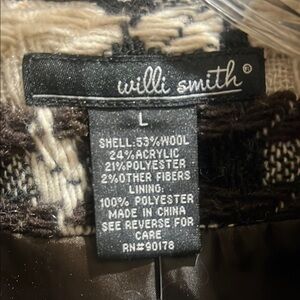 willi smith®
L
SHELL: 53%WOOL
24%ACRYLIC
21%POLYESTER
2%OTHER FIBERS
LINING:
100% POLYESTER
MADE IN CHINA
SEE REVERSE FOR
CARE
RN#90178